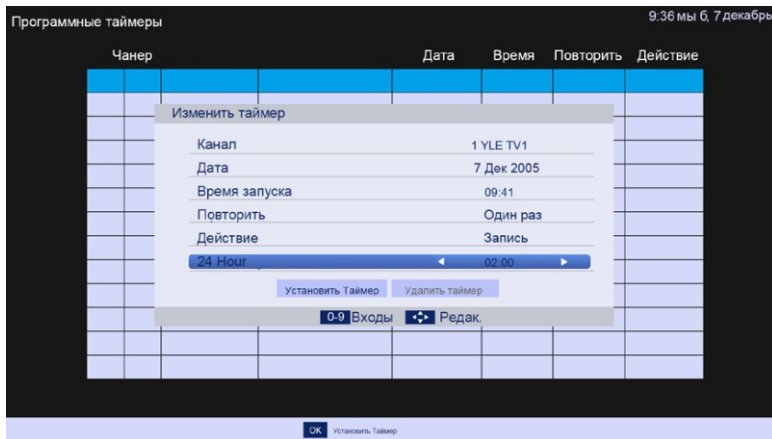 Программные таймеры 9:36 мы б, 7 декабрь
Чанер Дата Время Повторить Действие
Изменить таймер
Канал 1 YLE TV1
Дата 7 Дек 2005
Время запуска 09:41
Повторить Один раз
Действие Запись
24 Hour 02:00
Установить Таймер Удалить таймер
0-9 Входы Редак.
OK Установить Таймер